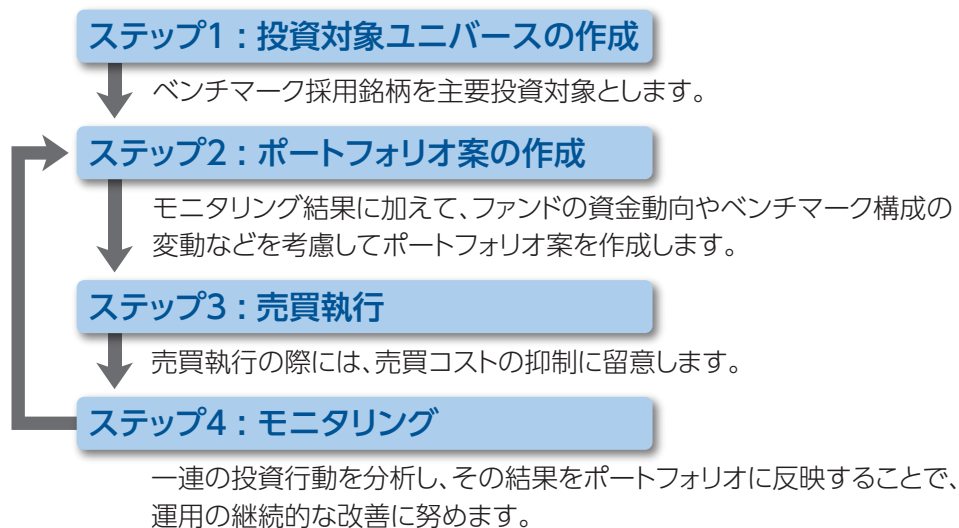 ステップ1：投資対象ユニバースの作成
ベンチマーク採用銘柄を主要投資対象とします。
ステップ2：ポートフォリオ案の作成
モニタリング結果に加えて、ファンドの資金動向やベンチマーク構成の
変動などを考慮してポートフォリオ案を作成します。
ステップ3：売買執行
売買執行の際には、売買コストの抑制に留意します。
ステップ4：モニタリング
一連の投資行動を分析し、その結果をポートフォリオに反映することで、
運用の継続的な改善に努めます。